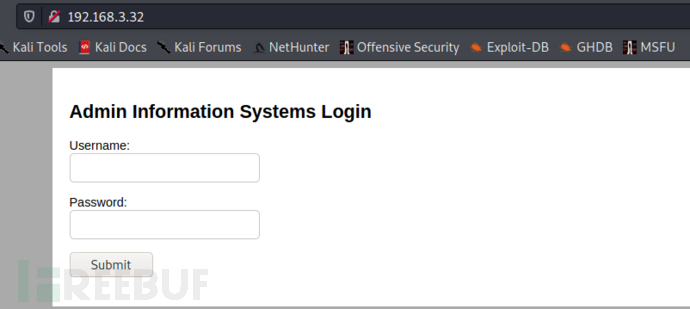 192.168.3.32
Kali Tools Kali Docs Kali Forums NetHunter Offensive Security Exploit-DB GHDB MSFU
Admin Information Systems Login
Username:
Password:
Submit
REEBUF